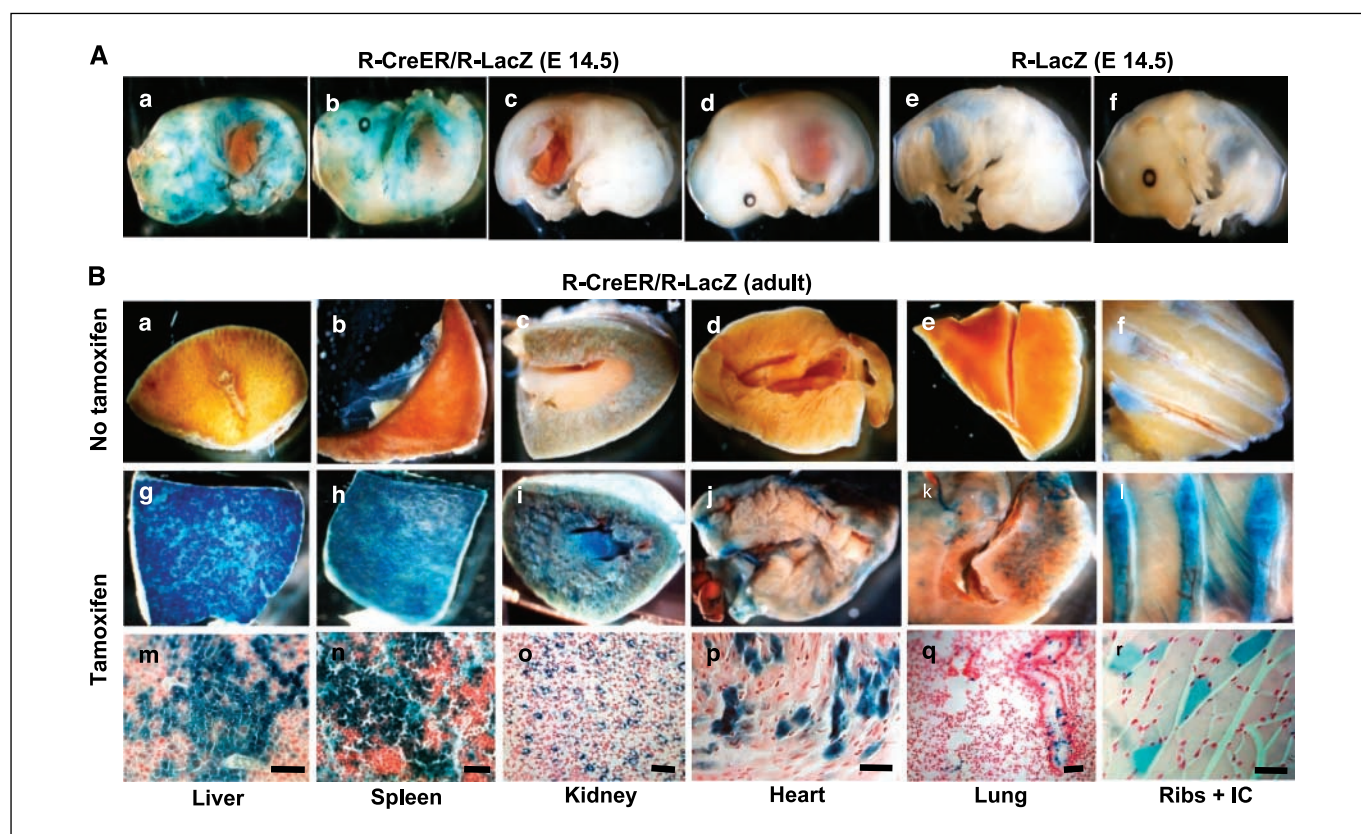 A
R-CreER/R-LacZ (E 14.5)
R-LacZ (E 14.5)
a b c d e f
B
R-CreER/R-LacZ (adult)
No tamoxifen
a b c d e f
Tamoxifen
g h i j k l
m n o p q r
Liver Spleen Kidney Heart Lung Ribs + IC